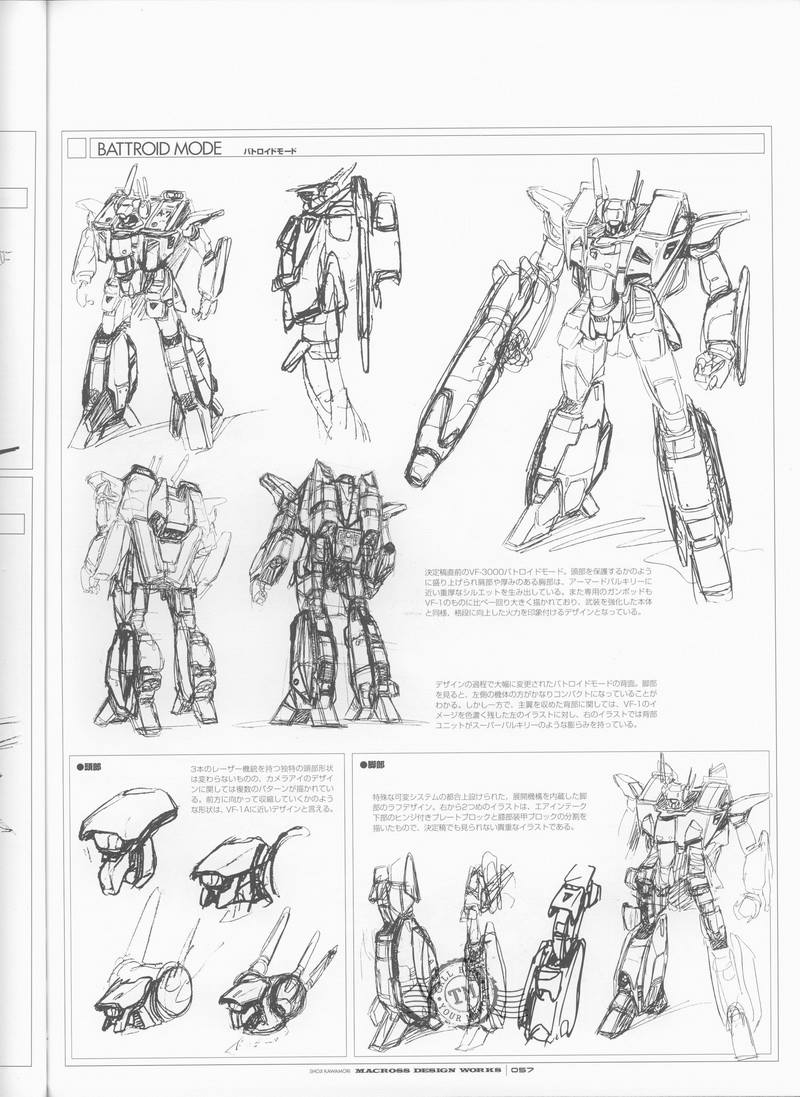 BATTROID MODE バトロイドモード
決定稿直前のVF-3000バトロイドモード。頭部を保護するかのよう
に盛り上げられ肩部や厚みのある胸部は、アーマードバルキリーに
近い重厚なシルエットを生み出している。また専用のガンポッドも
VF-1のものに比べ一回り大きく描かれており、武装を強化した本体
と同様、格段に向上した火力を印象付けるデザインとなっている。
デザインの過程で大幅に変更されたバトロイドモードの背面。脚部
を見ると、左側の機体の方がかなりコンパクトになっていることが
わかる。しかし一方で、主翼を収めた背部に関しては、VF-1のイ
メージを色濃く残した左のイラストに対し、右のイラストでは背部
ユニットがスーパーバルキリーのような膨らみを持っている。
●頭部
3本のレーザー機銃を持つ独特の頭部形状
は変わらないものの、カメラアイのデザイ
ンに関しては複数のパターンが描かれてい
る。前方に向かって収縮していくかのよう
な形状は、VF-1Aに近いデザインと言える。
●脚部
特殊な可変システムの都合上設けられた、展開機構を内蔵した脚
部のラフデザイン。右から2つめのイラストは、エアインテーク
下部のヒンジ付きプレートブロックと膝部装甲ブロックの分割を
描いたもので、決定稿でも見られない貴重なイラストである。
TM
YOUR
SHOJI KAWAMORI MACROSS DESIGN WORKS 057